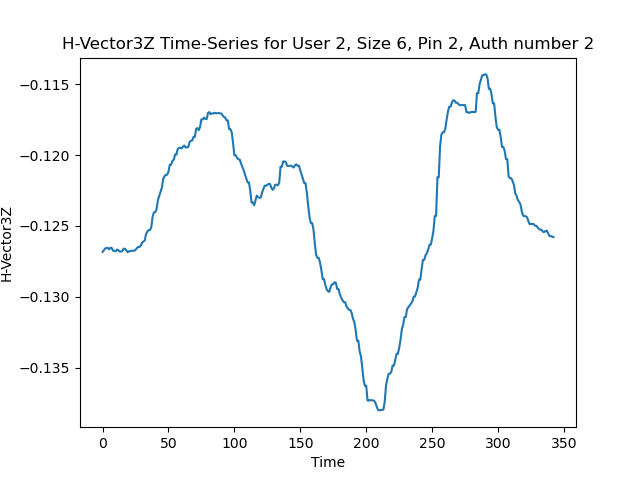 H-Vector3Z Time-Series for User 2, Size 6, Pin 2, Auth number 2
H-Vector3Z
−0.115
−0.120
−0.125
−0.130
−0.135
0 50 100 150 200 250 300 350
Time